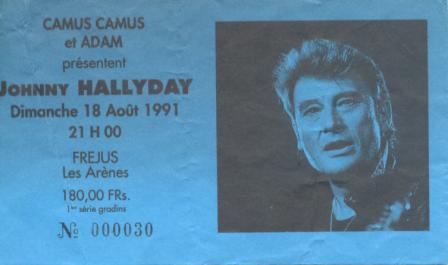 CAMUS CAMUS
et ADAM
présentent
JOHNNY HALLYDAY
Dimanche 18 Août 1991
21 H 00
FREJUS
Les Arènes
180,00 FRs.
1ère série gradins
№ 000030